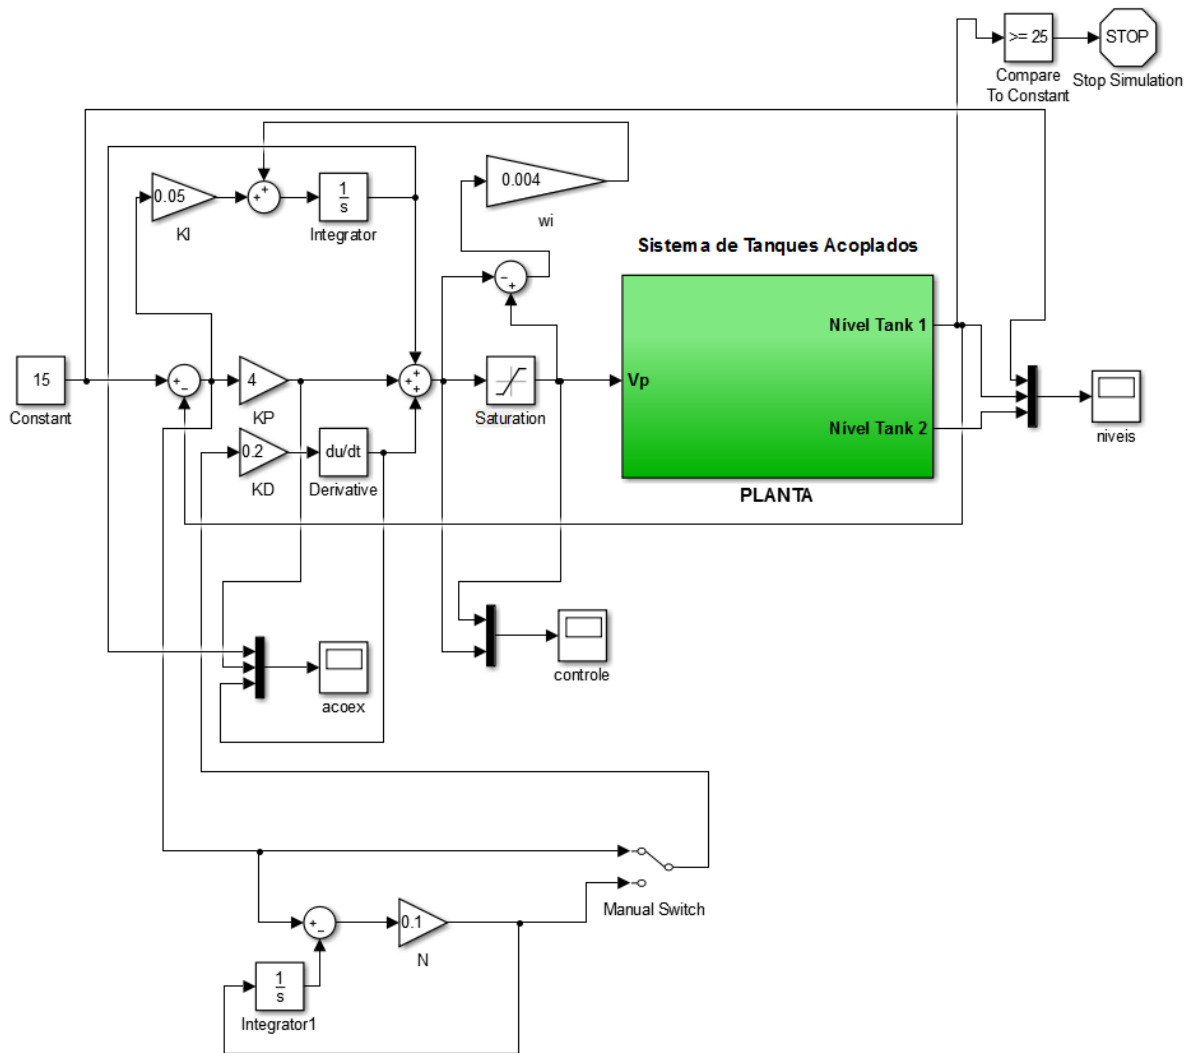 >= 25
STOP
Compare
To Constant
Stop Simulation
0.05
KI
+
+
1
s
Integrator
0.004
wi
Sistema de Tanques Acoplados
-
+
15
Constant
+
-
4
KP
+
+
+
Saturation
Vp
Nível Tank 1
Nível Tank 2
PLANTA
niveis
0.2
KD
du/dt
Derivative
acoex
controle
Manual Switch
+
-
0.1
N
1
s
Integrator1